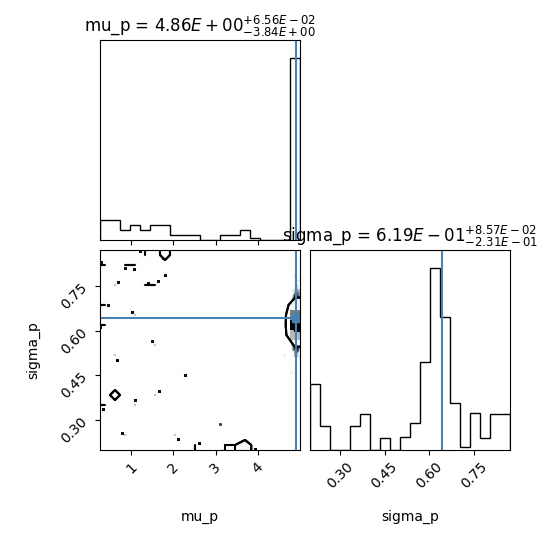 mu_p = 4.86E + 00+6.56E − 02 −3.84E + 00
sigma_p = 6.19E − 01+8.57E − 02 −2.31E − 01
0.75
0.60
0.45
0.30
sigma_p
1 2 3 4
0.30 0.45 0.60 0.75
mu_p
sigma_p